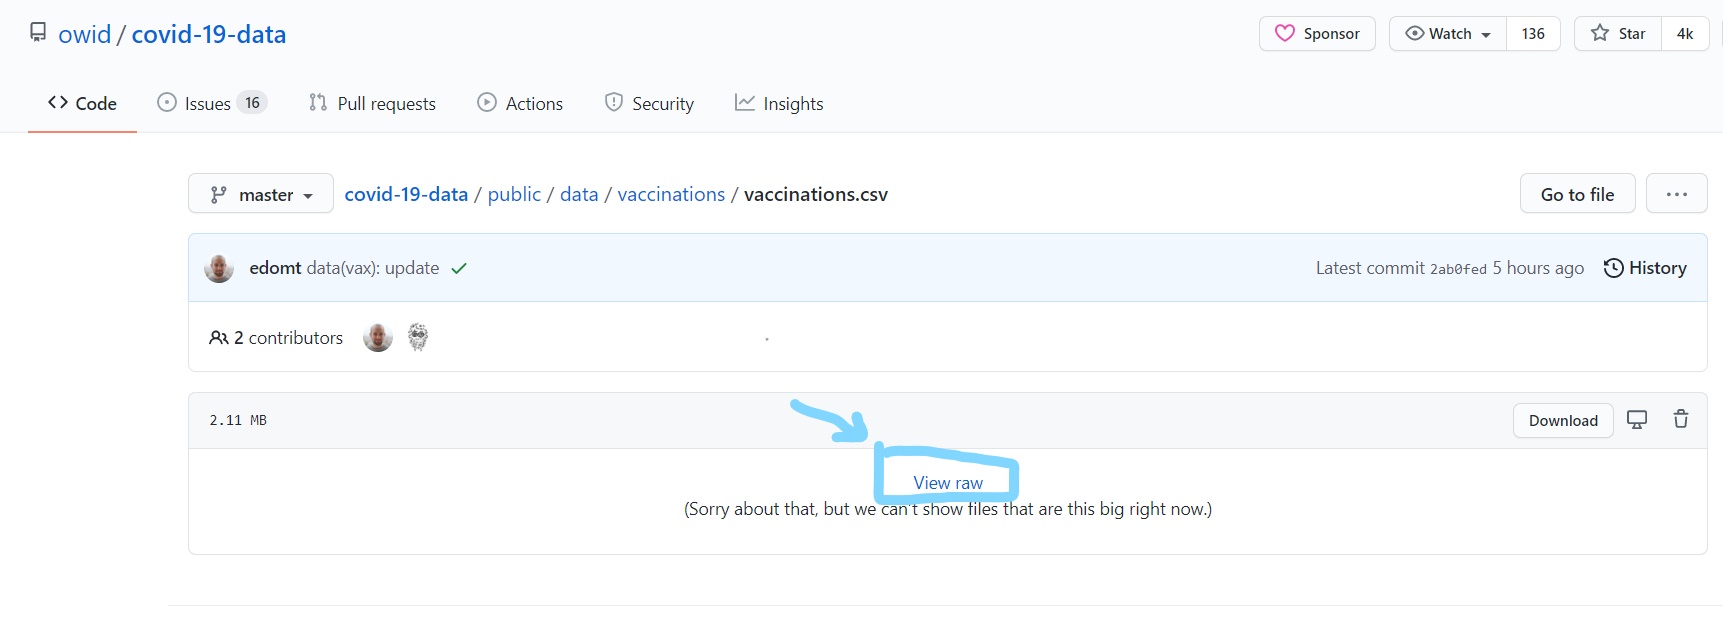 owid / covid-19-data
Sponsor Watch 136 Star 4k
Code Issues 16 Pull requests Actions Security Insights
master covid-19-data / public / data / vaccinations / vaccinations.csv Go to file ...
edomt data(vax): update Latest commit 2ab0fed 5 hours ago History
2 contributors
2.11 MB Download
View raw
(Sorry about that, but we can't show files that are this big right now.)